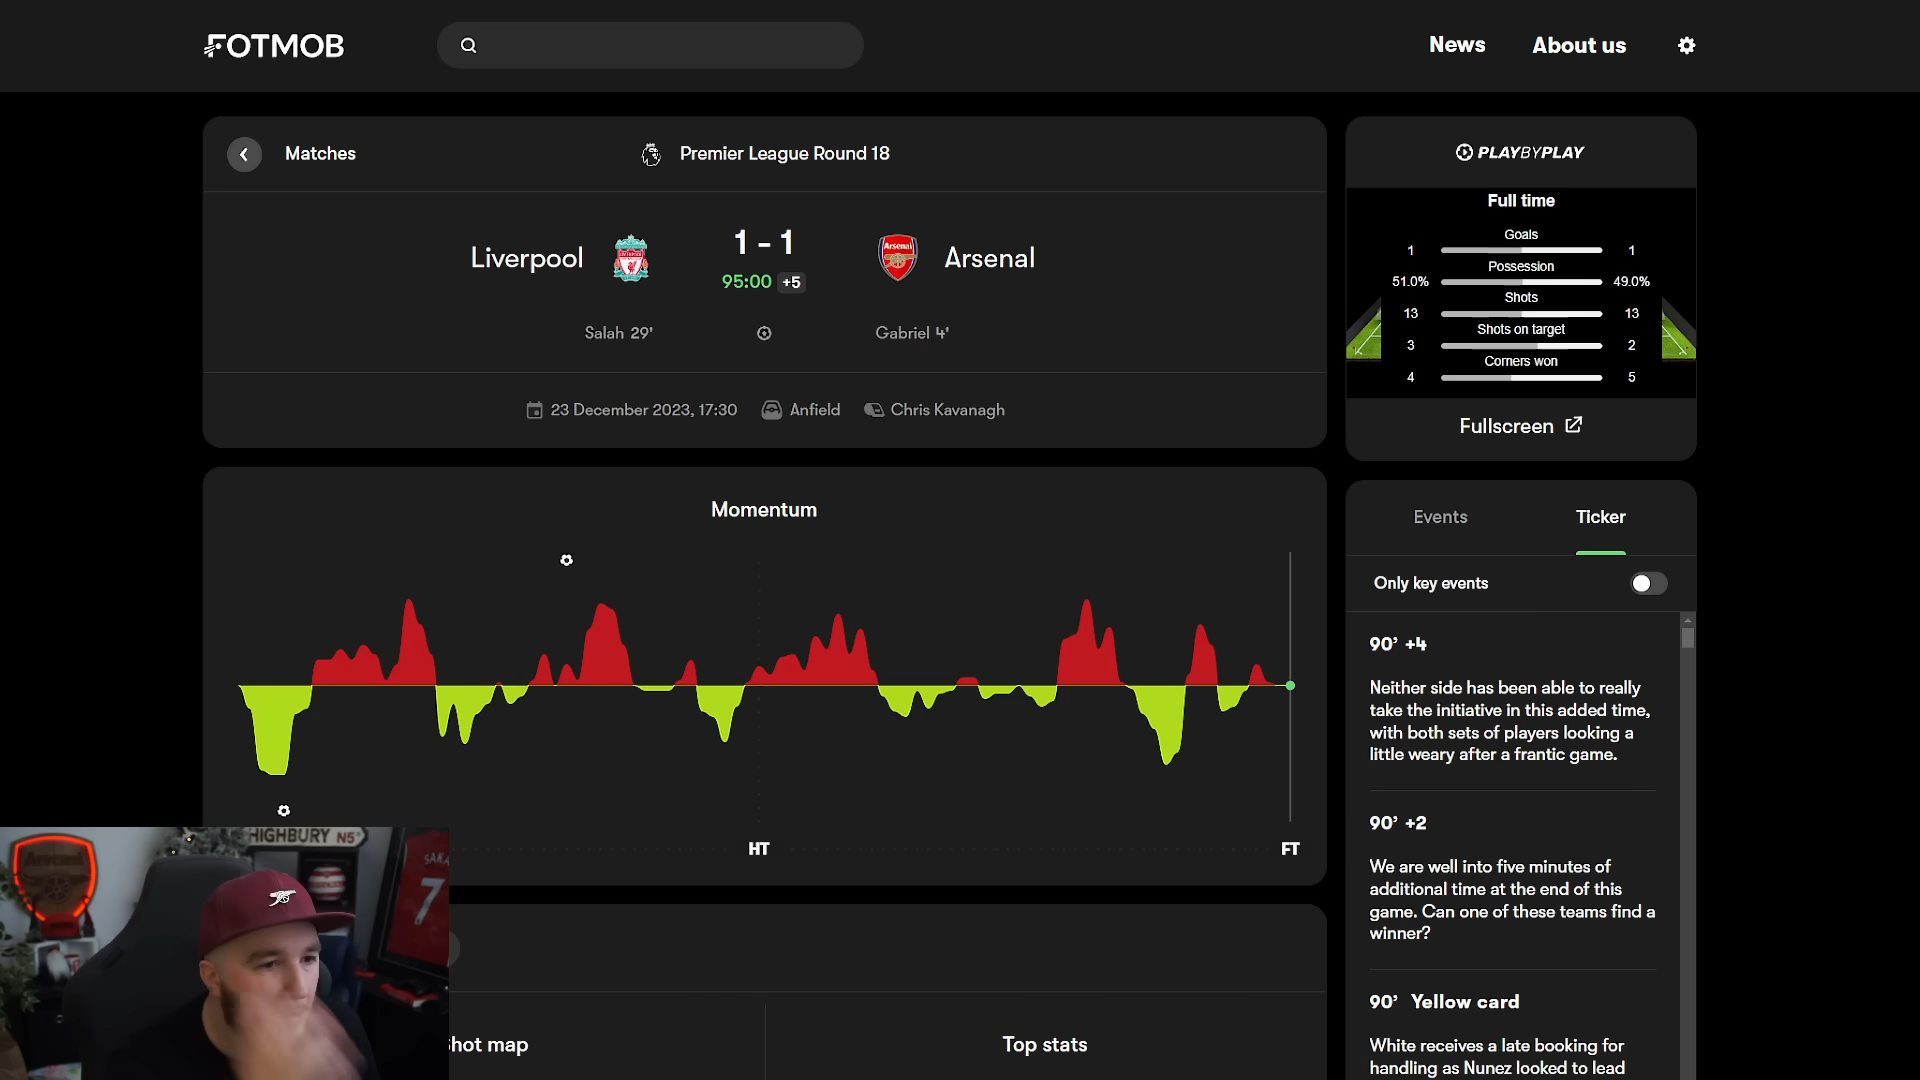 FOTMOB
News
About us
Matches
Premier League Round 18
Liverpool
1 - 1
Arsenal
Arsenal
95:00 +5
Salah 29'
Gabriel 4'
23 December 2023, 17:30
Anfield
Chris Kavanagh
PLAYBYPLAY
Full time
Goals
1
1
Possession
51.0%
49.0%
Shots
13
13
Shots on target
3
2
Corners won
4
5
Fullscreen
Momentum
HT
FT
Events
Ticker
Only key events
90’ +4
Neither side has been able to really
take the initiative in this added time,
with both sets of players looking a
little weary after a frantic game.
90’ +2
We are well into five minutes of
additional time at the end of this
game. Can one of these teams find a
winner?
90’ Yellow card
White receives a late booking for
handling as Nunez looked to lead
HIGHBURY N5
SAKA
7
Arsenal
hot map
Top stats